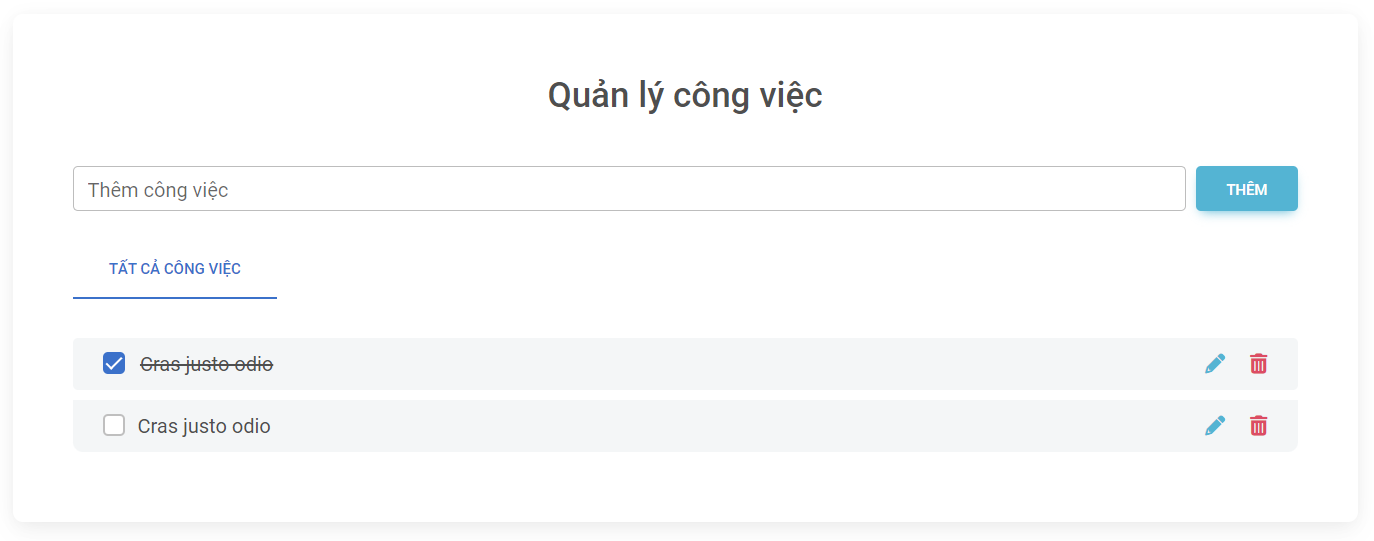 Quản lý công việc
Thêm công việc
THÊM
TẤT CẢ CÔNG VIỆC
Cras justo odio
Cras justo odio